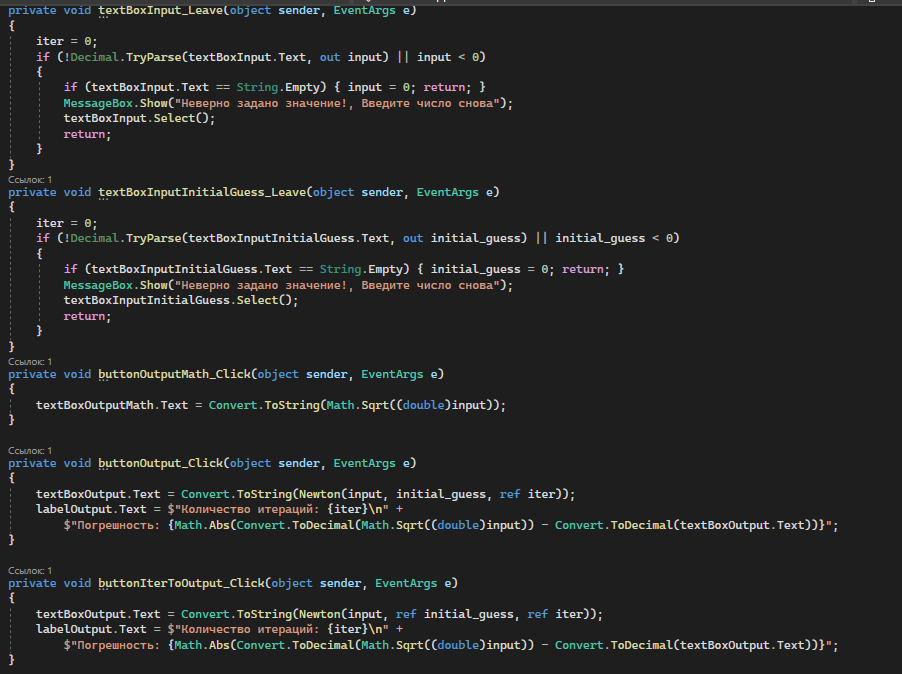 private void textBoxInput_Leave(object sender, EventArgs e)
{
    iter = 0;
    if (!Decimal.TryParse(textBoxInput.Text, out input) || input < 0)
    {
        if (textBoxInput.Text == String.Empty) { input = 0; return; }
        MessageBox.Show("Неверно задано значение!, Введите число снова");
        textBoxInput.Select();
        return;
    }
}
Ссылок: 1
private void textBoxInputInitialGuess_Leave(object sender, EventArgs e)
{
    iter = 0;
    if (!Decimal.TryParse(textBoxInputInitialGuess.Text, out initial_guess) || initial_guess < 0)
    {
        if (textBoxInputInitialGuess.Text == String.Empty) { initial_guess = 0; return; }
        MessageBox.Show("Неверно задано значение!, Введите число снова");
        textBoxInputInitialGuess.Select();
        return;
    }
}
Ссылок: 1
private void buttonOutputMath_Click(object sender, EventArgs e)
{
    textBoxOutputMath.Text = Convert.ToString(Math.Sqrt((double)input));
}
Ссылок: 1
private void buttonOutput_Click(object sender, EventArgs e)
{
    textBoxOutput.Text = Convert.ToString(Newton(input, initial_guess, ref iter));
    labelOutput.Text = $"Количество итераций: {iter}\n" +
        $"Погрешность: {Math.Abs(Convert.ToDecimal(Math.Sqrt((double)input)) - Convert.ToDecimal(textBoxOutput.Text))}";
}
Ссылок: 1
private void buttonIterToOutput_Click(object sender, EventArgs e)
{
    textBoxOutput.Text = Convert.ToString(Newton(input, ref initial_guess, ref iter));
    labelOutput.Text = $"Количество итераций: {iter}\n" +
        $"Погрешность: {Math.Abs(Convert.ToDecimal(Math.Sqrt((double)input)) - Convert.ToDecimal(textBoxOutput.Text))}";
}